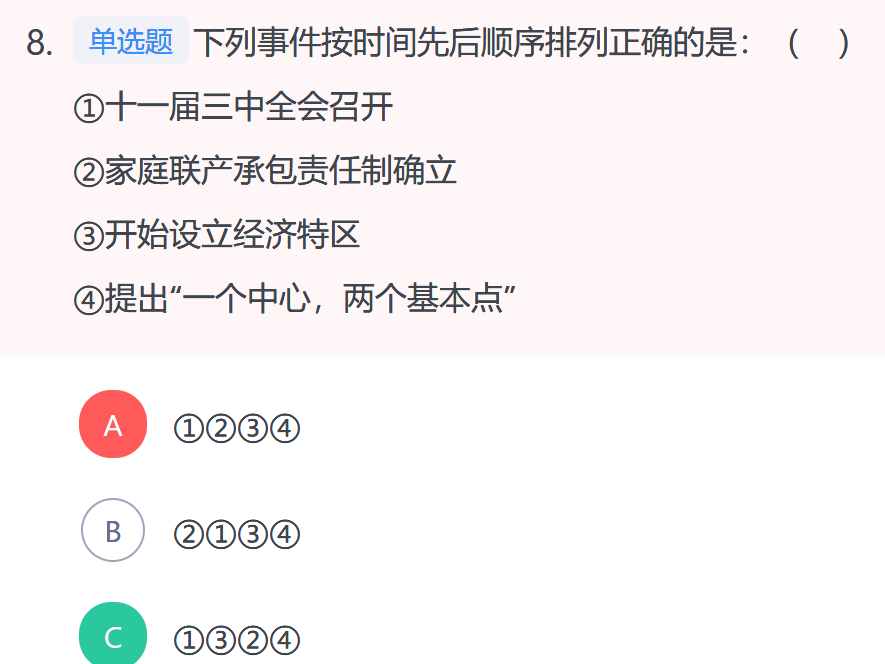 8. 单选题 下列事件按时间先后顺序排列正确的是：（ ）
①十一届三中全会召开
②家庭联产承包责任制确立
③开始设立经济特区
④提出“一个中心，两个基本点”
A ①②③④
B ②①③④
C ①③②④